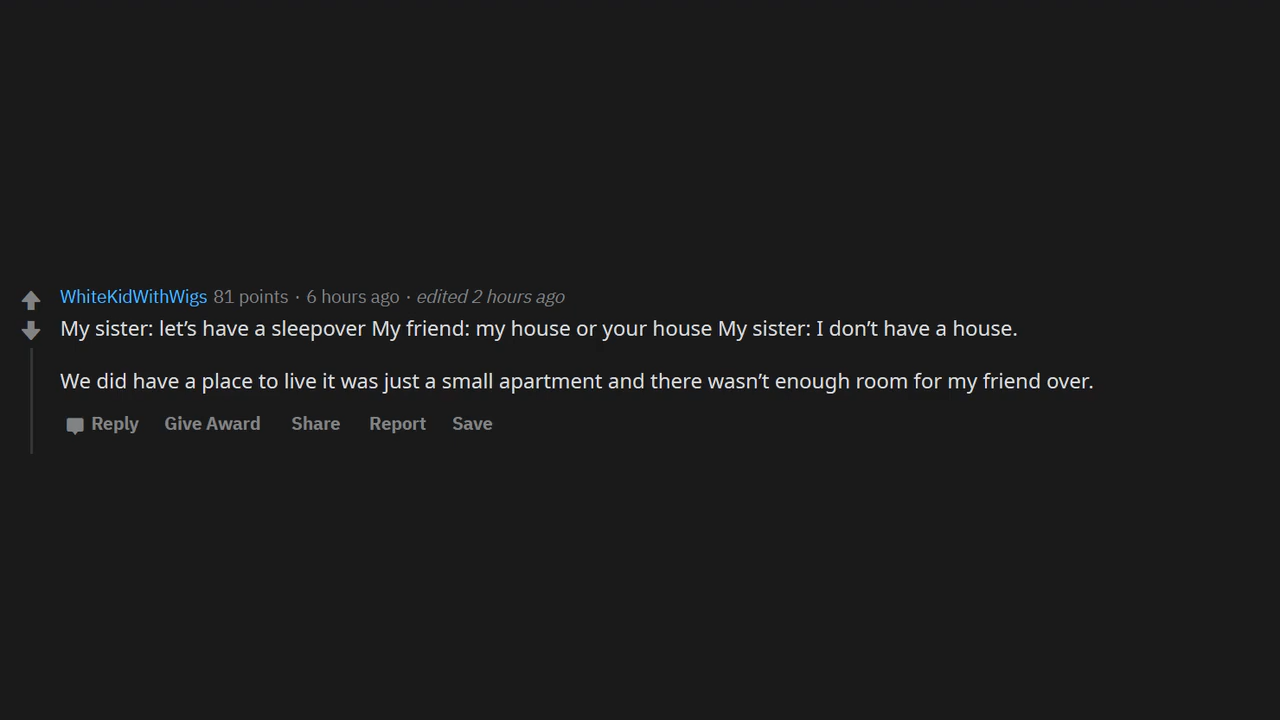 WhiteKidWithWigs 81 points · 6 hours ago · edited 2 hours ago
My sister: let’s have a sleepover My friend: my house or your house My sister: I don’t have a house.
We did have a place to live it was just a small apartment and there wasn’t enough room for my friend over.
Reply Give Award Share Report Save